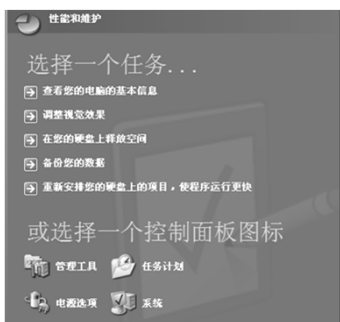 性能和维护
选择一个任务...
查看您的电脑的基本信息
调整视觉效果
在您的硬盘上释放空间
备份您的数据
重新安排您的硬盘上的项目，使程序运行更快
或选择一个控制面板图标
管理工具 任务计划
电源选项 系统